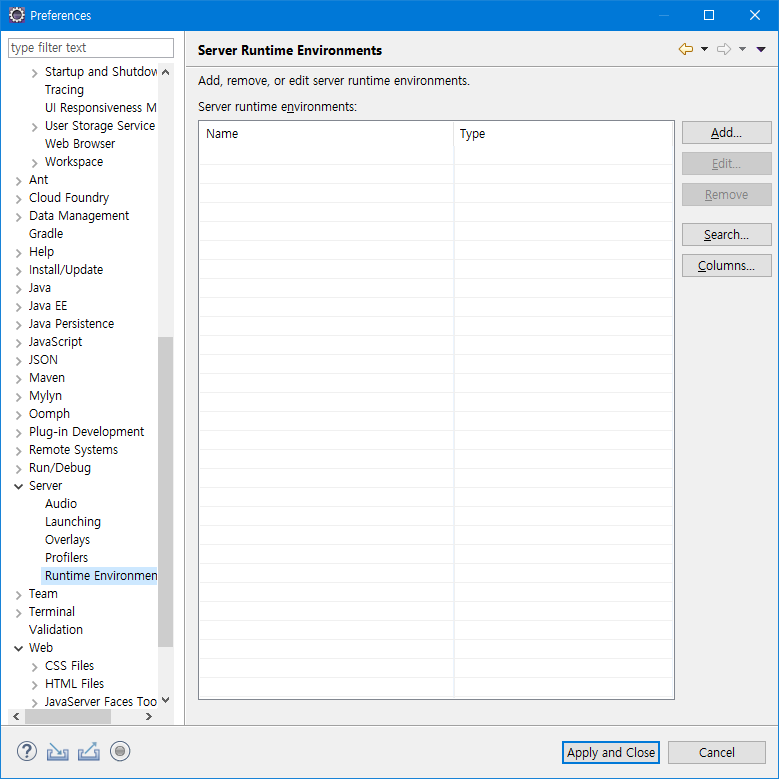 Preferences
type filter text
Startup and Shutdow
Tracing
UI Responsiveness M
User Storage Service
Web Browser
Workspace
Ant
Cloud Foundry
Data Management
Gradle
Help
Install/Update
Java
Java EE
Java Persistence
JavaScript
JSON
Maven
Mylyn
Oomph
Plug-in Development
Remote Systems
Run/Debug
Server
Audio
Launching
Overlays
Profilers
Runtime Environmen
Team
Terminal
Validation
Web
CSS Files
HTML Files
JavaServer Faces Too
Server Runtime Environments
Add, remove, or edit server runtime environments.
Server runtime environments:
Name Type
Add...
Edit...
Remove
Search...
Columns...
Apply and Close Cancel